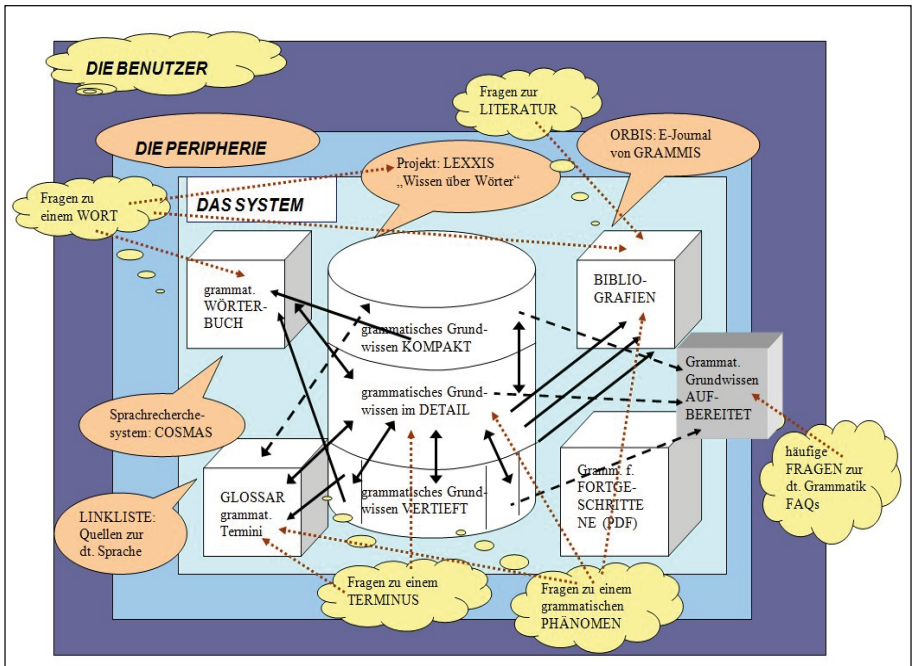 DIE BENUTZER
Fragen zur
LITERATUR
ORBIS: E-Journal
von GRAMMIS
DIE PERIPHERIE
Projekt: LEXXIS
„Wissen über Wörter“
Fragen zu
einem WORT
DAS SYSTEM
grammat.
WÖRTER-
BUCH
BIBLIO-
GRAFIEN
grammatisches Grund-
wissen KOMPAKT
Grammat.
Grundwissen
AUF-
BEREITET
grammatisches Grund-
wissen im DETAIL
Sprachrecherche-
system: COSMAS
häufige
FRAGEN zur
dt. Grammatik
FAQs
Gramm. f.
FORTGE-
SCHRITTE
NE (PDF)
GLOSSAR
grammat.
Termini
grammatisches Grund-
wissen VERTIEFT
LINKLISTE:
Quellen zur
dt. Sprache
Fragen zu einem
TERMINUS
Fragen zu einem
grammatischen
PHÄNOMEN